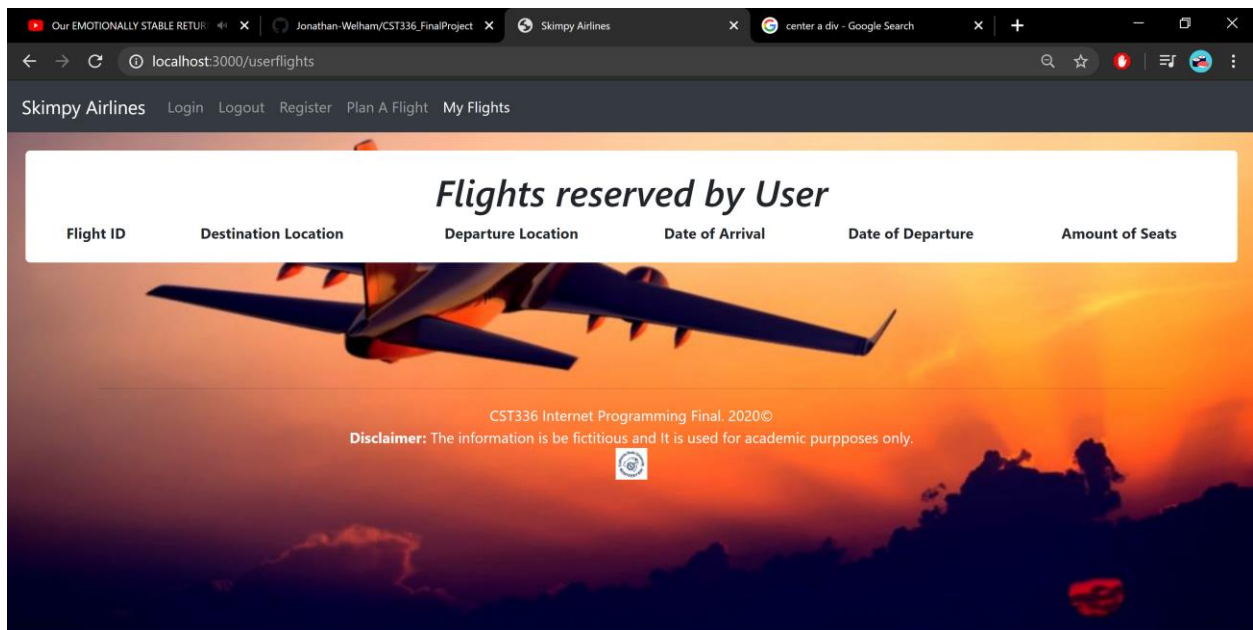 Our EMOTIONALLY STABLE RETUR
Jonathan-Welham/CST336_FinalProject
Skimpy Airlines
center a div - Google Search
localhost:3000/userflights
Skimpy Airlines Login Logout Register Plan A Flight My Flights
Flights reserved by User
Flight ID Destination Location Departure Location Date of Arrival Date of Departure Amount of Seats
CST336 Internet Programming Final. 2020©
Disclaimer: The information is be fictitious and It is used for academic purpposes only.